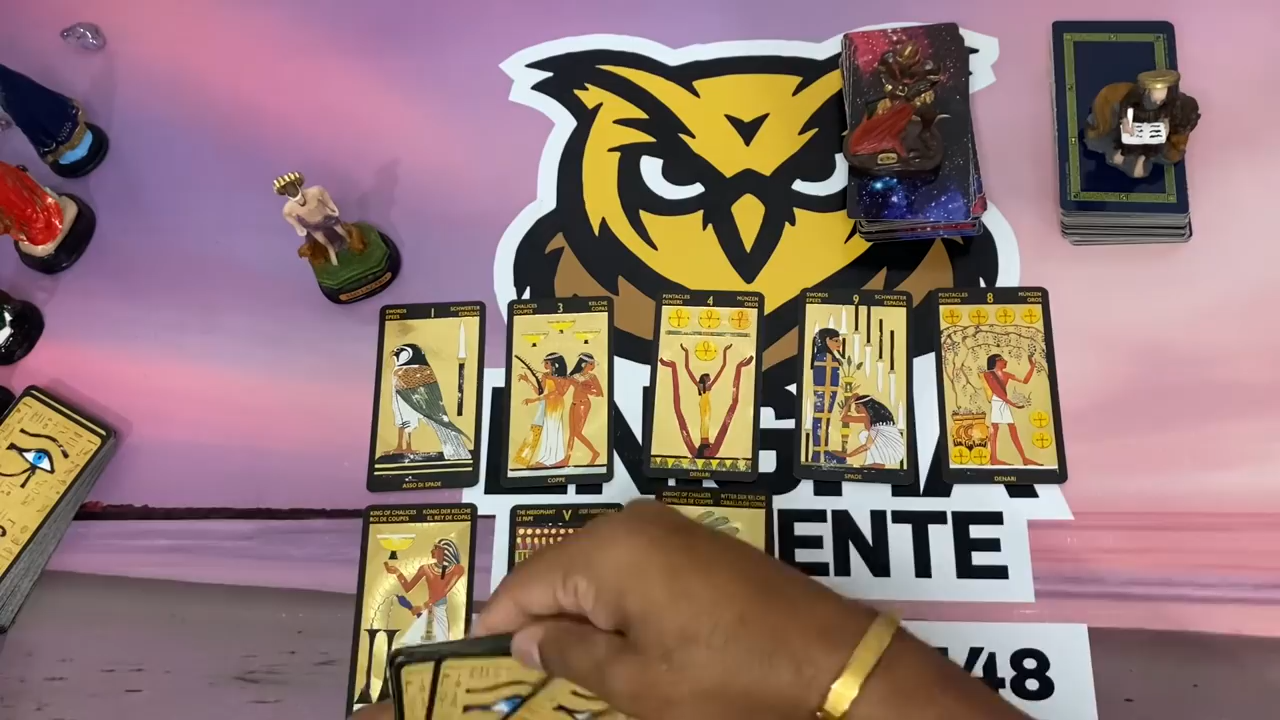 SWORDS
EPEES
1
SCHWERTER
ESPADAS
ASSO DI SPADE
CHALICES
COUPES
3
KELCHE
COPAS
COPPE
PENTACLES
DENIERS
4
MÜNZEN
OROS
DENARI
SWORDS
EPEES
9
SCHWERTER
ESPADAS
SPADE
PENTACLES
DENIERS
8
MÜNZEN
OROS
DENARI
KING OF CHALICES
ROI DE COUPES
KÖNIG DER KELCHE
EL REY DE COPAS
THE HIEROPHANT
LE PAPE
V
KNIGHT OF CHALICES
CHEVALIER DE COUPES
RITTER DER KELCHE
CABALLO DE COPAS
ENTE
48